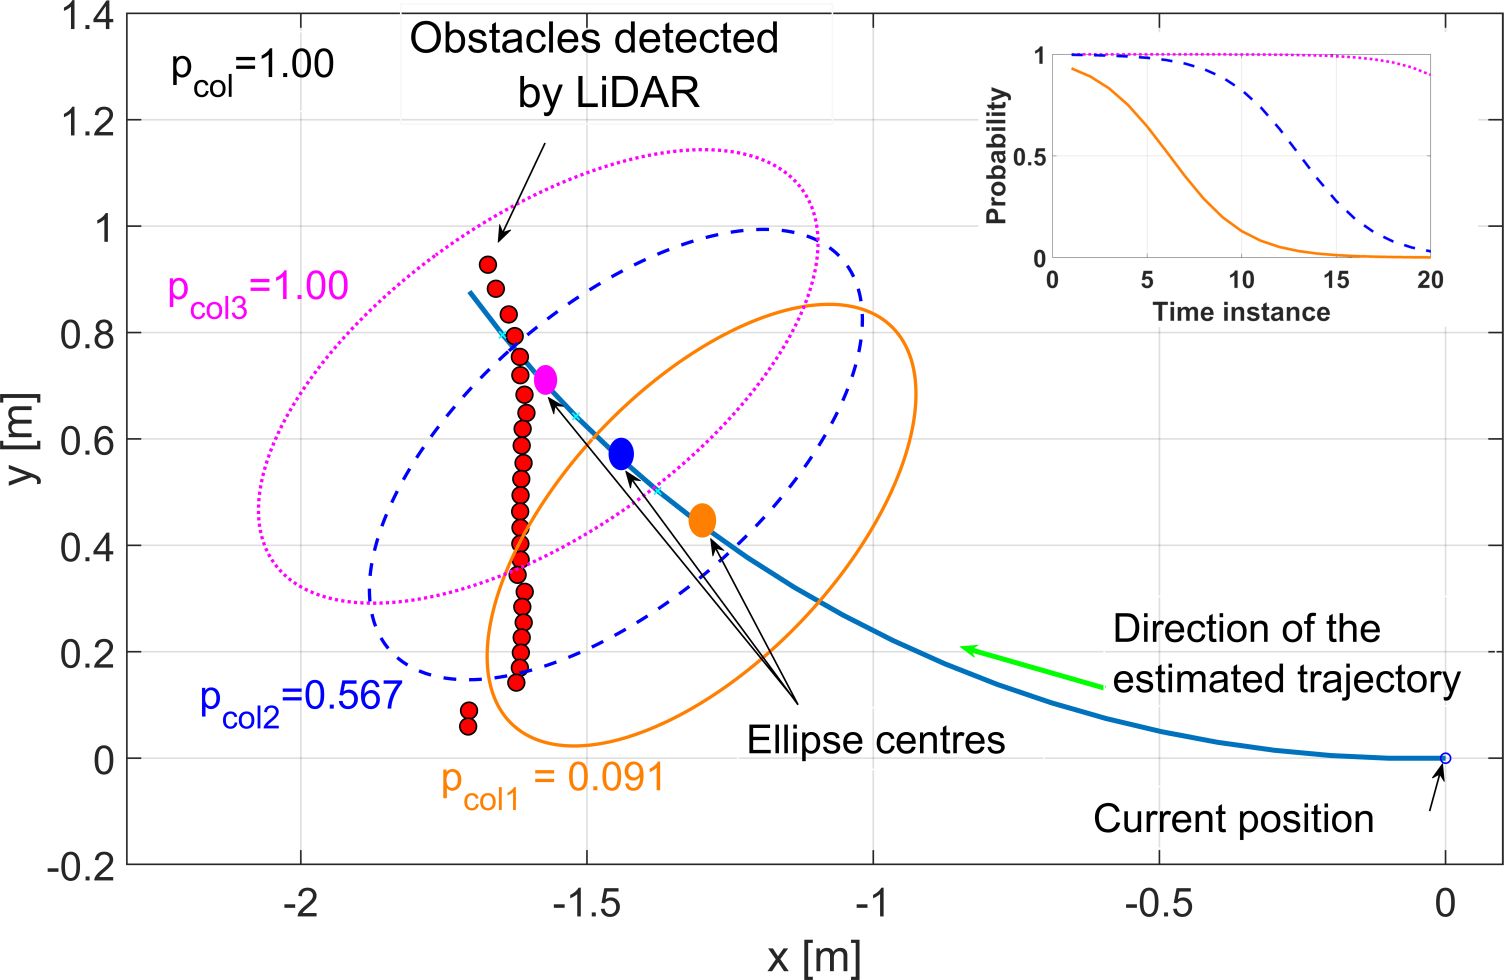 Obstacles detected
by LiDAR
p_col=1.00
p_col3=1.00
p_col2=0.567
p_col1 = 0.091
Ellipse centres
Direction of the
estimated trajectory
Current position
1.4
1.2
1
0.8
0.6
0.4
0.2
0
-0.2
y [m]
-2
-1.5
-1
-0.5
0
x [m]
1
0.5
0
Probability
0
5
10
15
20
Time instance